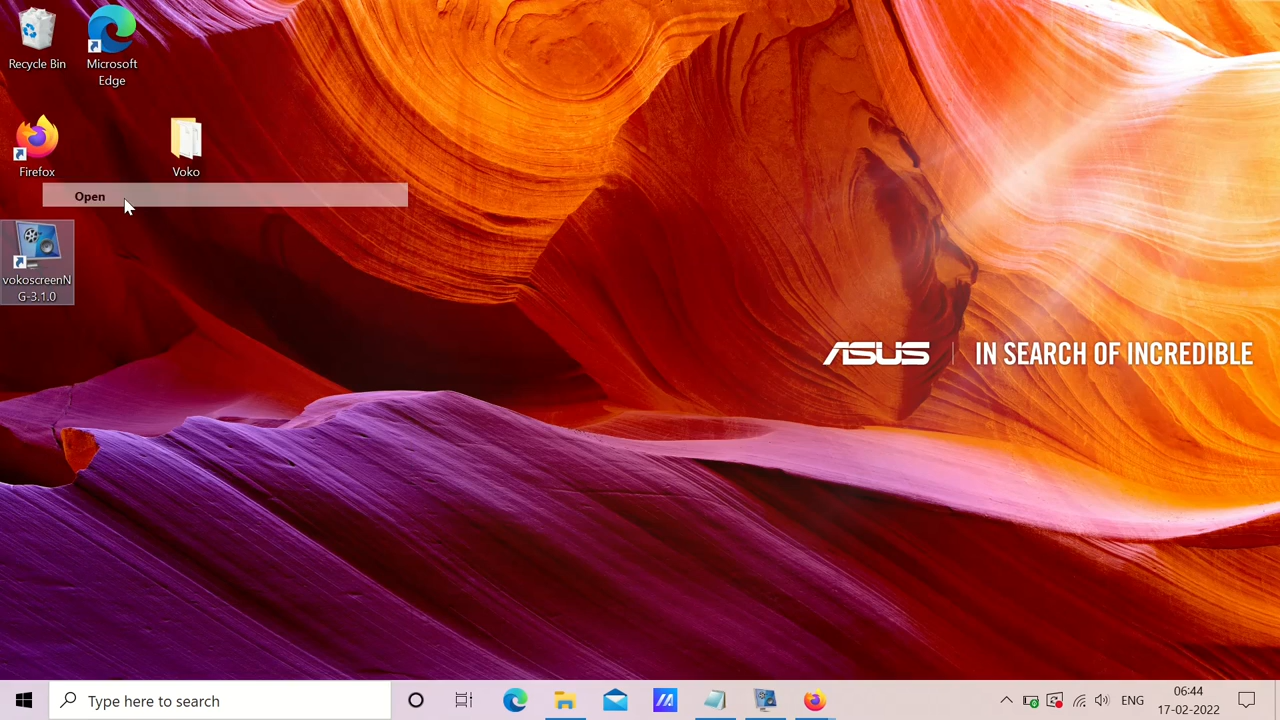 Recycle Bin
Microsoft
Edge
Firefox
Voko
Open
vokoscreenN
G-3.1.0
ASUS
IN SEARCH OF INCREDIBLE
Type here to search
ENG
06:44
17-02-2022